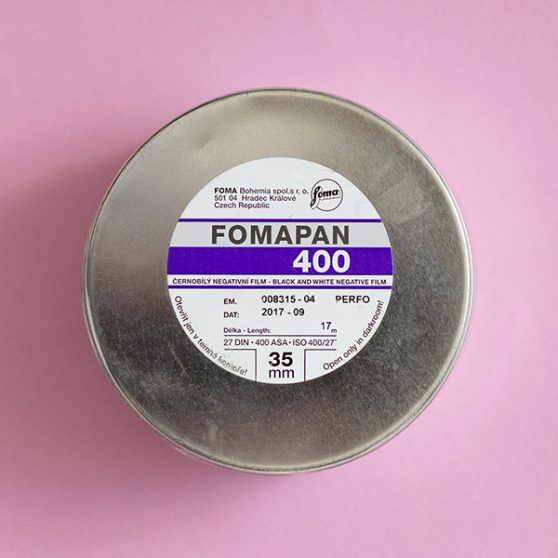 FOMA Bohemia spol.s r. o.
501 04 Hradec Králové
Czech Republic
foma
FOMAPAN
400
ČERNOBÍLÝ NEGATIVNÍ FILM - BLACK AND WHITE NEGATIVE FILM
EM. 008315-04 PERFO
DAT: 2017-09
Délka - Length: 17m
27 DIN • 400 ASA • ISO 400/27°
35
mm
Otevřít jen v temné komoře!
Open only in darkroom!